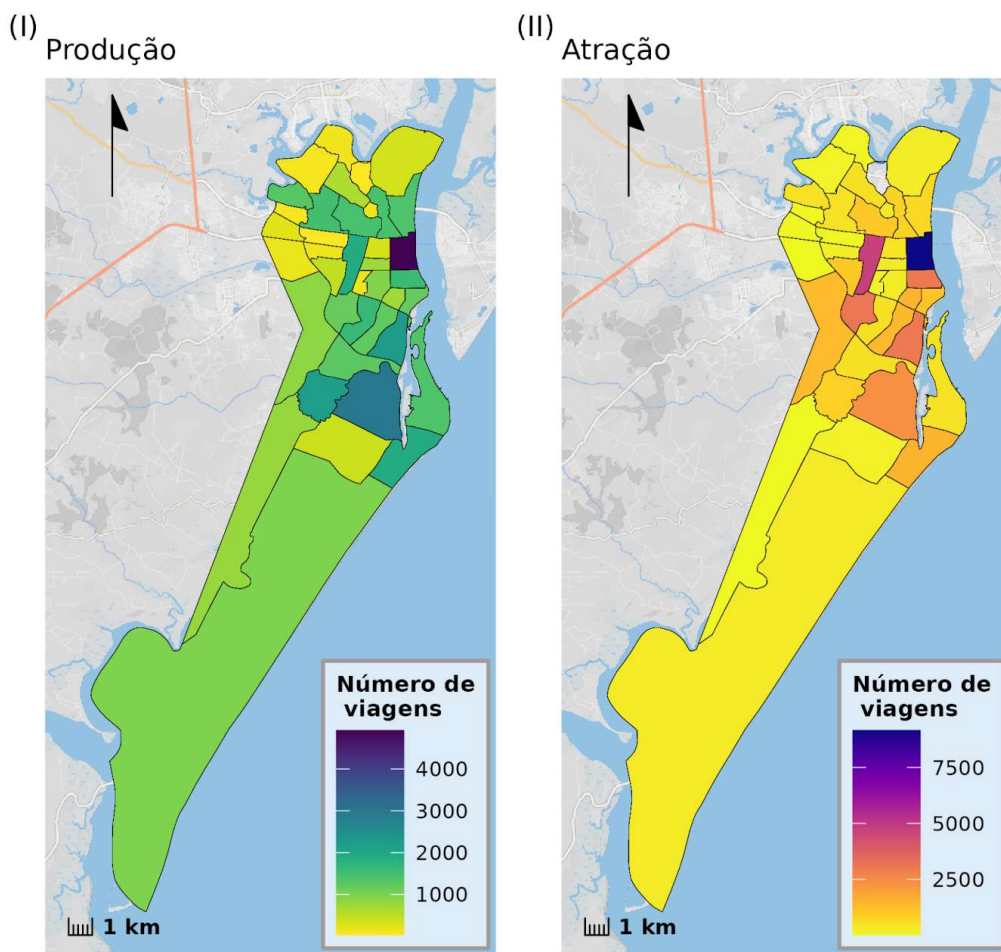 (I)
Produção
Número de
viagens
4000
3000
2000
1000
1 km
(II)
Atração
Número de
viagens
7500
5000
2500
1 km